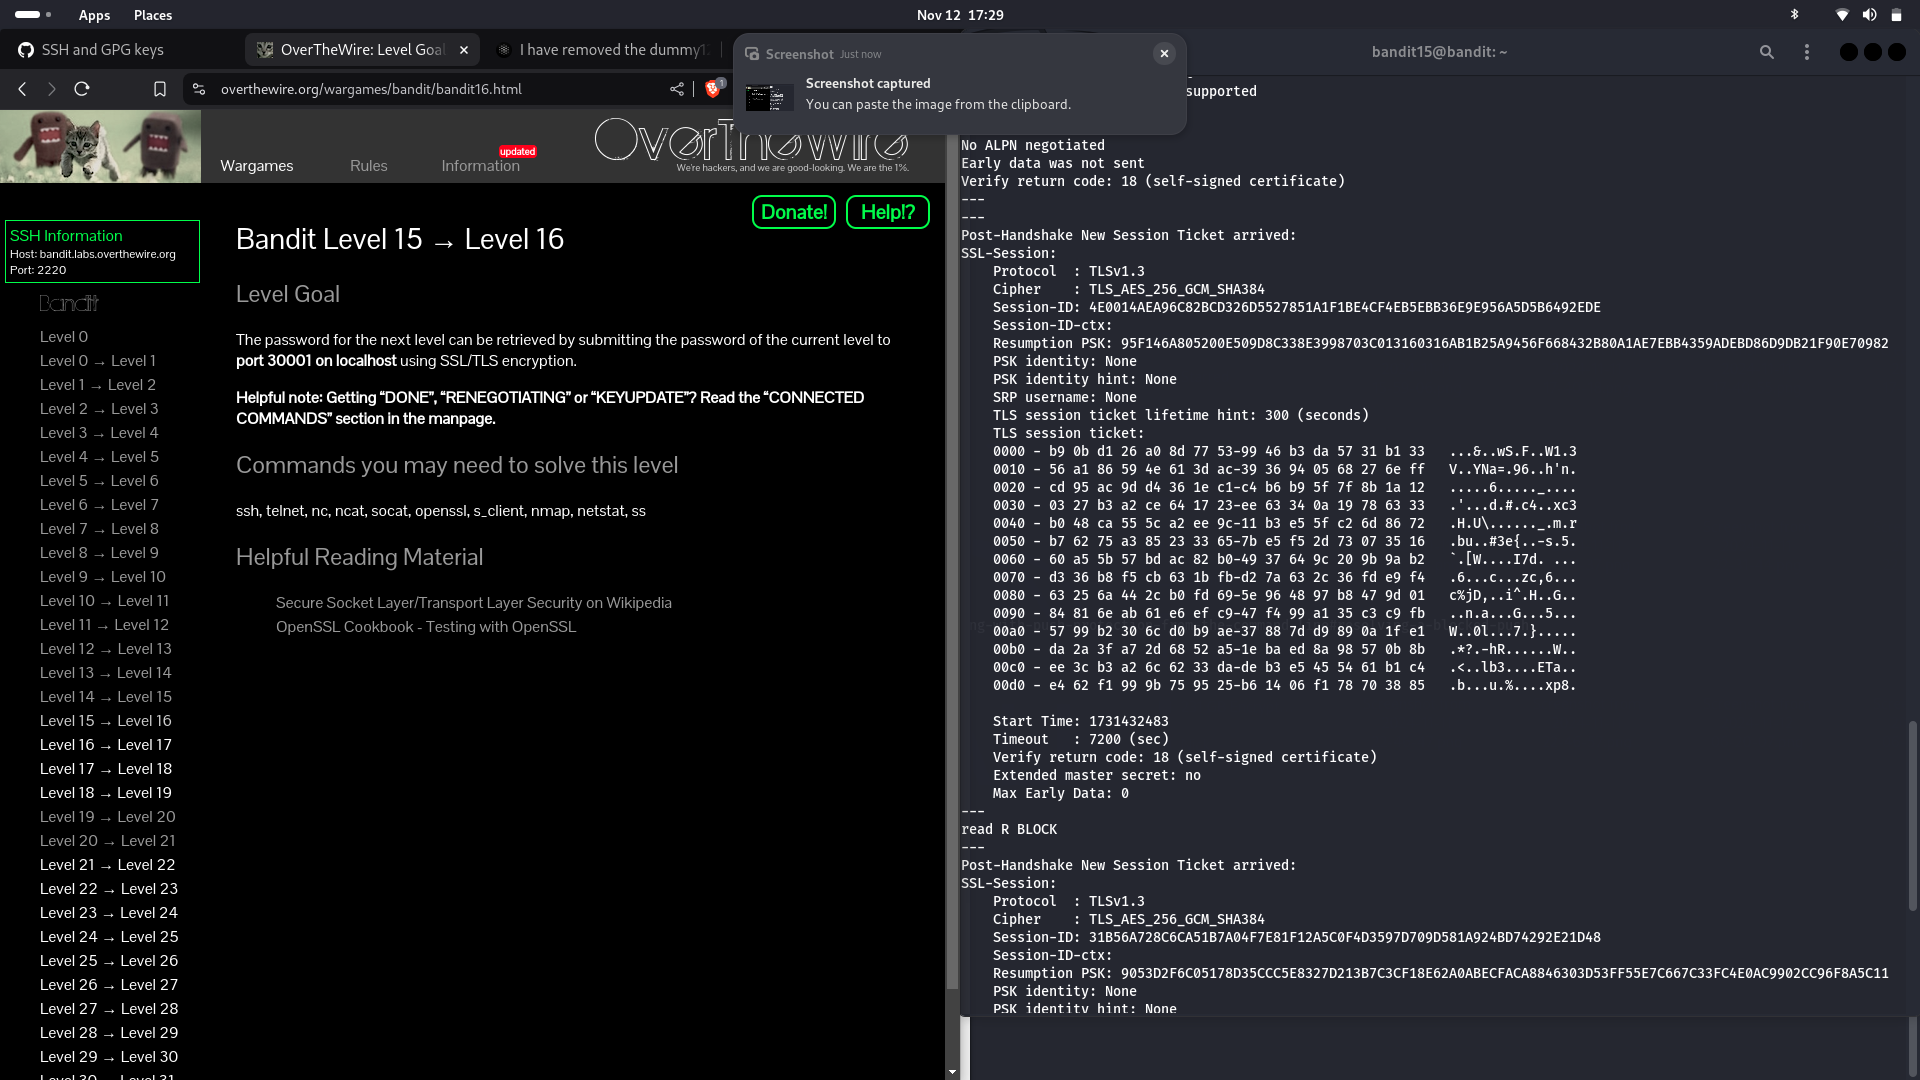 Apps Places Nov 12 17:29
SSH and GPG keys
OverTheWire: Level Goal
I have removed the dummy1
bandit15@bandit: ~
Screenshot Just now
Screenshot captured
You can paste the image from the clipboard.
overthewire.org/wargames/bandit/bandit16.html
1
Wargames
Rules
Information
updated
OverTheWire
We're hackers, and we are good-looking. We are the 1%.
Donate!
Help!?
SSH Information
Host: bandit.labs.overthewire.org
Port: 2220
Bandit
Level 0
Level 0 → Level 1
Level 1 → Level 2
Level 2 → Level 3
Level 3 → Level 4
Level 4 → Level 5
Level 5 → Level 6
Level 6 → Level 7
Level 7 → Level 8
Level 8 → Level 9
Level 9 → Level 10
Level 10 → Level 11
Level 11 → Level 12
Level 12 → Level 13
Level 13 → Level 14
Level 14 → Level 15
Level 15 → Level 16
Level 16 → Level 17
Level 17 → Level 18
Level 18 → Level 19
Level 19 → Level 20
Level 20 → Level 21
Level 21 → Level 22
Level 22 → Level 23
Level 23 → Level 24
Level 24 → Level 25
Level 25 → Level 26
Level 26 → Level 27
Level 27 → Level 28
Level 28 → Level 29
Level 29 → Level 30
Level 30 → Level 31
Bandit Level 15 → Level 16
Level Goal
The password for the next level can be retrieved by submitting the password of the current level to
port 30001 on localhost using SSL/TLS encryption.
Helpful note: Getting “DONE”, “RENEGOTIATING” or “KEYUPDATE”? Read the “CONNECTED
COMMANDS” section in the manpage.
Commands you may need to solve this level
ssh, telnet, nc, ncat, socat, openssl, s_client, nmap, netstat, ss
Helpful Reading Material
Secure Socket Layer/Transport Layer Security on Wikipedia
OpenSSL Cookbook - Testing with OpenSSL
supported
No ALPN negotiated
Early data was not sent
Verify return code: 18 (self-signed certificate)
---
---
Post-Handshake New Session Ticket arrived:
SSL-Session:
Protocol : TLSv1.3
Cipher : TLS_AES_256_GCM_SHA384
Session-ID: 4E0014AEA96C82BCD326D5527851A1F1BE4CF4EB5EBB36E9E956A5D5B6492EDE
Session-ID-ctx:
Resumption PSK: 95F146A805200E509D8C338E3998703C013160316AB1B25A9456F668432B80A1AE7EBB4359ADEBD86D9DB21F90E70982
PSK identity: None
PSK identity hint: None
SRP username: None
TLS session ticket lifetime hint: 300 (seconds)
TLS session ticket:
0000 - b9 0b d1 26 a0 8d 77 53-99 46 b3 da 57 31 b1 33 ...&..wS.F..W1.3
0010 - 56 a1 86 59 4e 61 3d ac-39 36 94 05 68 27 6e ff V..YNa=.96..h'n.
0020 - cd 95 ac 9d d4 36 1e c1-c4 b6 b9 5f 7f 8b 1a 12 .....6....._....
0030 - 03 27 b3 a2 ce 64 17 23-ee 63 34 0a 19 78 63 33 .'...d.#.c4..xc3
0040 - b0 48 ca 55 5c a2 ee 9c-11 b3 e5 5f c2 6d 86 72 .H.U\......_.m.r
0050 - b7 62 75 a3 85 23 33 65-7b e5 f5 2d 73 07 35 16 .bu..#3e{..-s.5.
0060 - 60 a5 5b 57 bd ac 82 b0-49 37 64 9c 20 9b 9a b2 `.[W....I7d. ...
0070 - d3 36 b8 f5 cb 63 1b fb-d2 7a 63 2c 36 fd e9 f4 .6...c...zc,6...
0080 - 63 25 6a 44 2c b0 fd 69-5e 96 48 97 b8 47 9d 01 c%jD,..i^.H..G..
0090 - 84 81 6e ab 61 e6 ef c9-47 f4 99 a1 35 c3 c9 fb ..n.a...G...5...
00a0 - 57 99 b2 30 6c d0 b9 ae-37 88 7d d9 89 0a 1f e1 W..0l...7.}.....
00b0 - da 2a 3f a7 2d 68 52 a5-1e ba ed 8a 98 57 0b 8b .*?.-hR......W..
00c0 - ee 3c b3 a2 6c 62 33 da-de b3 e5 45 54 61 b1 c4 .<..lb3....ETa..
00d0 - e4 62 f1 99 9b 75 95 25-b6 14 06 f1 78 70 38 85 .b...u.%....xp8.
Start Time: 1731432483
Timeout : 7200 (sec)
Verify return code: 18 (self-signed certificate)
Extended master secret: no
Max Early Data: 0
---
read R BLOCK
---
Post-Handshake New Session Ticket arrived:
SSL-Session:
Protocol : TLSv1.3
Cipher : TLS_AES_256_GCM_SHA384
Session-ID: 31B56A728C6CA51B7A04F7E81F12A5C0F4D3597D709D581A924BD74292E21D48
Session-ID-ctx:
Resumption PSK: 9053D2F6C05178D35CCC5E8327D213B7C3CF18E62A0ABECFACA8846303D53FF55E7C667C33FC4E0AC9902CC96F8A5C11
PSK identity: None
PSK identity hint: None